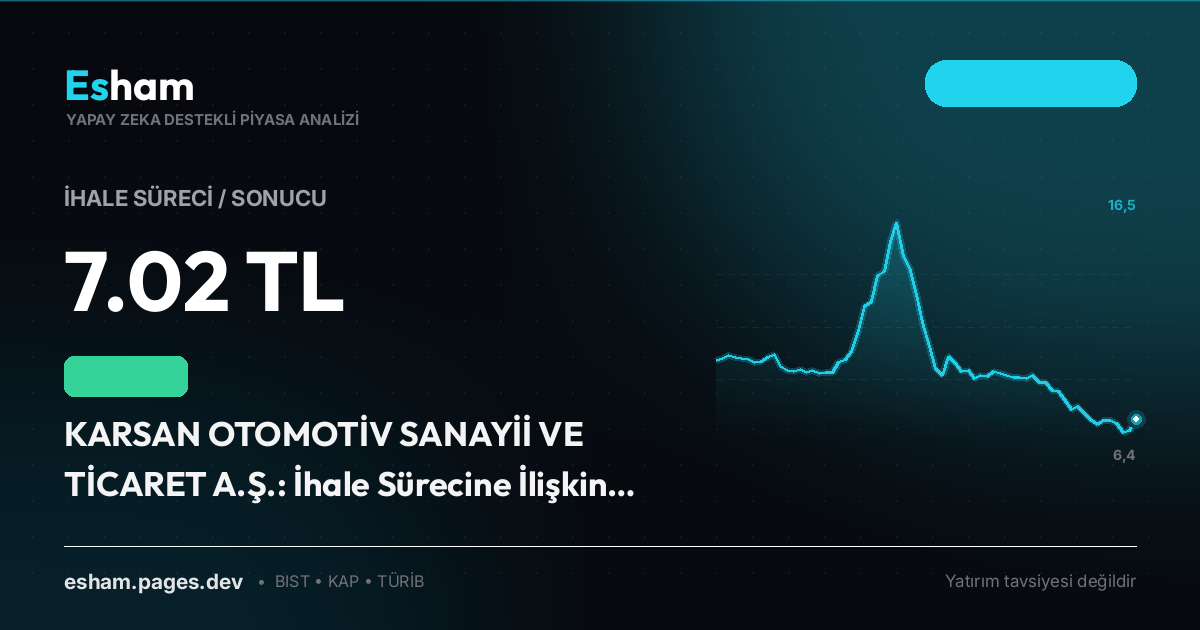 Esham
YAPAY ZEKA DESTEKLİ PİYASA ANALİZİ
İHALE SÜRECİ / SONUCU
7.02 TL
16,5
6,4
KARSAN OTOMOTİV SANAYİİ VE
TİCARET A.Ş.: İhale Sürecine İlişkin...
esham.pages.dev • BIST • KAP • TÜRİB
Yatırım tavsiyesi değildir